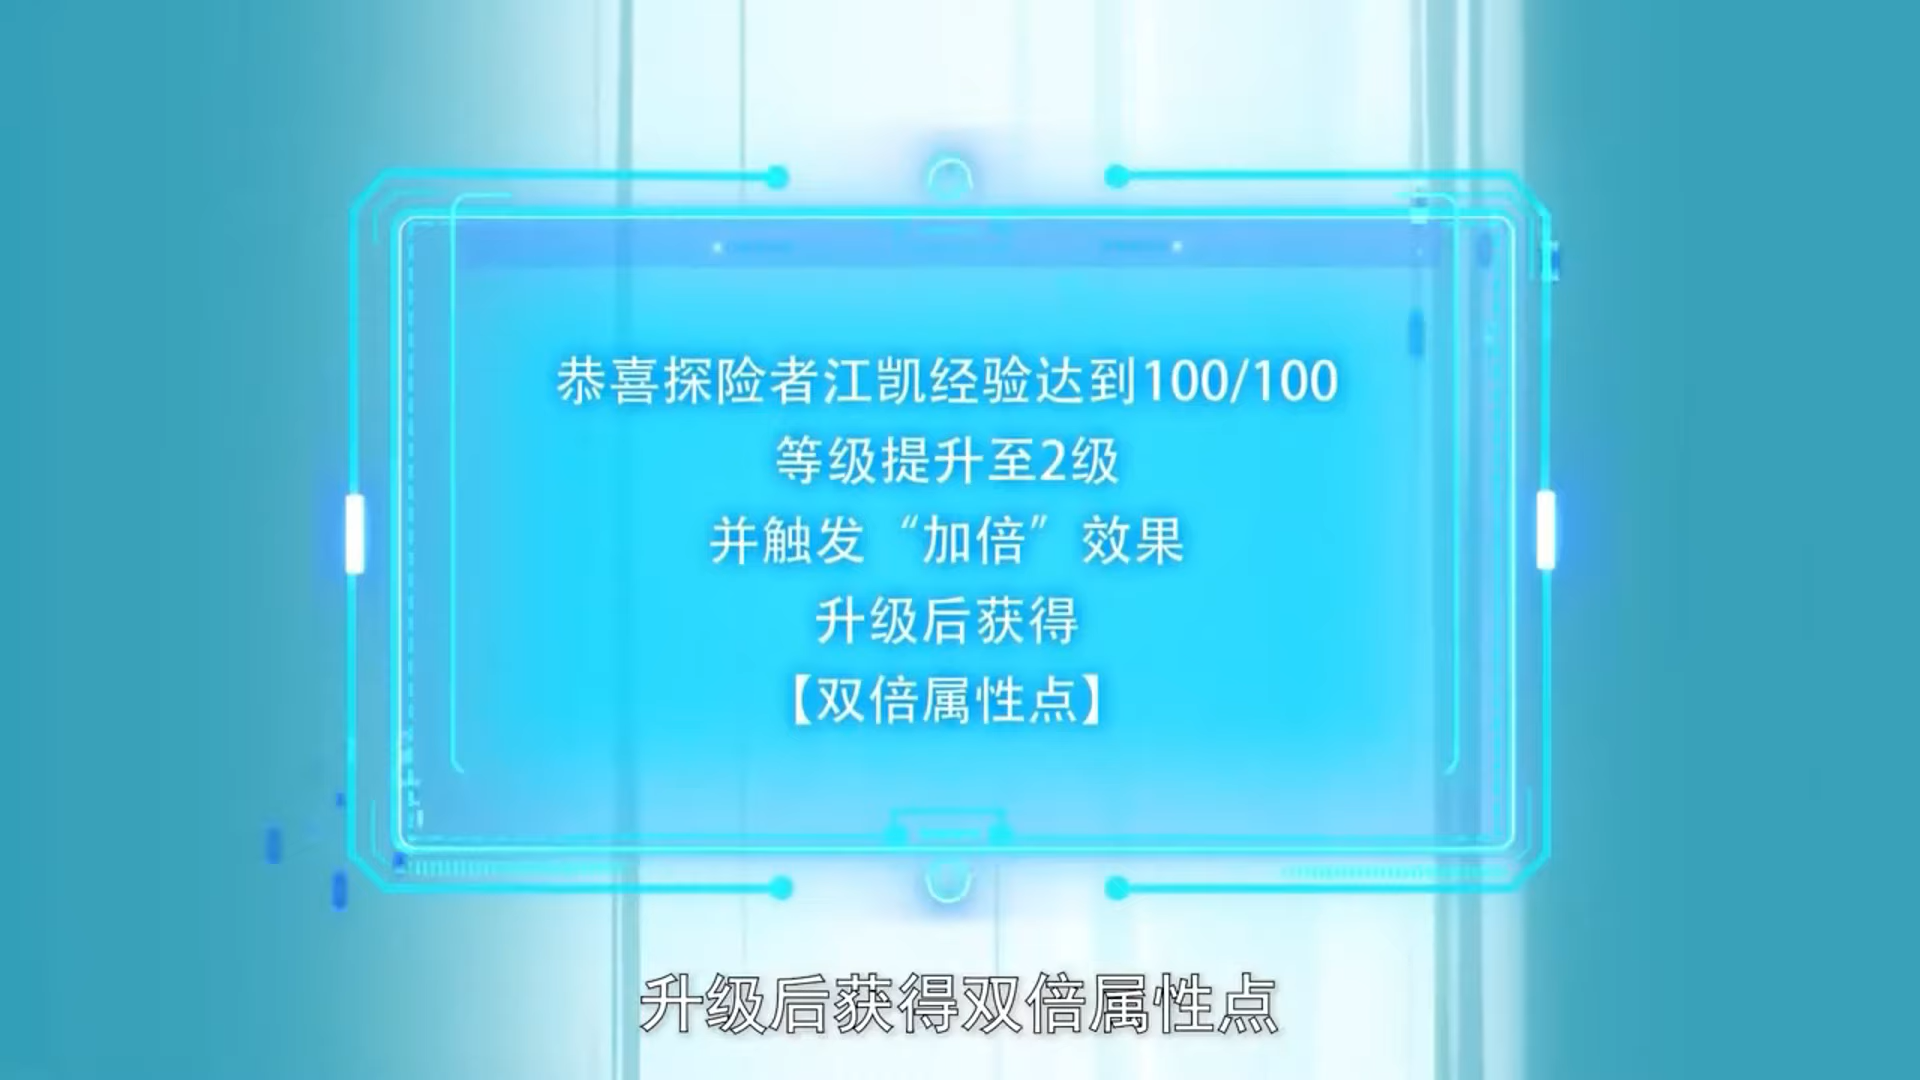 恭喜探险者江凯经验达到100/100
等级提升至2级
并触发“加倍”效果
升级后获得
【双倍属性点】
升级后获得双倍属性点